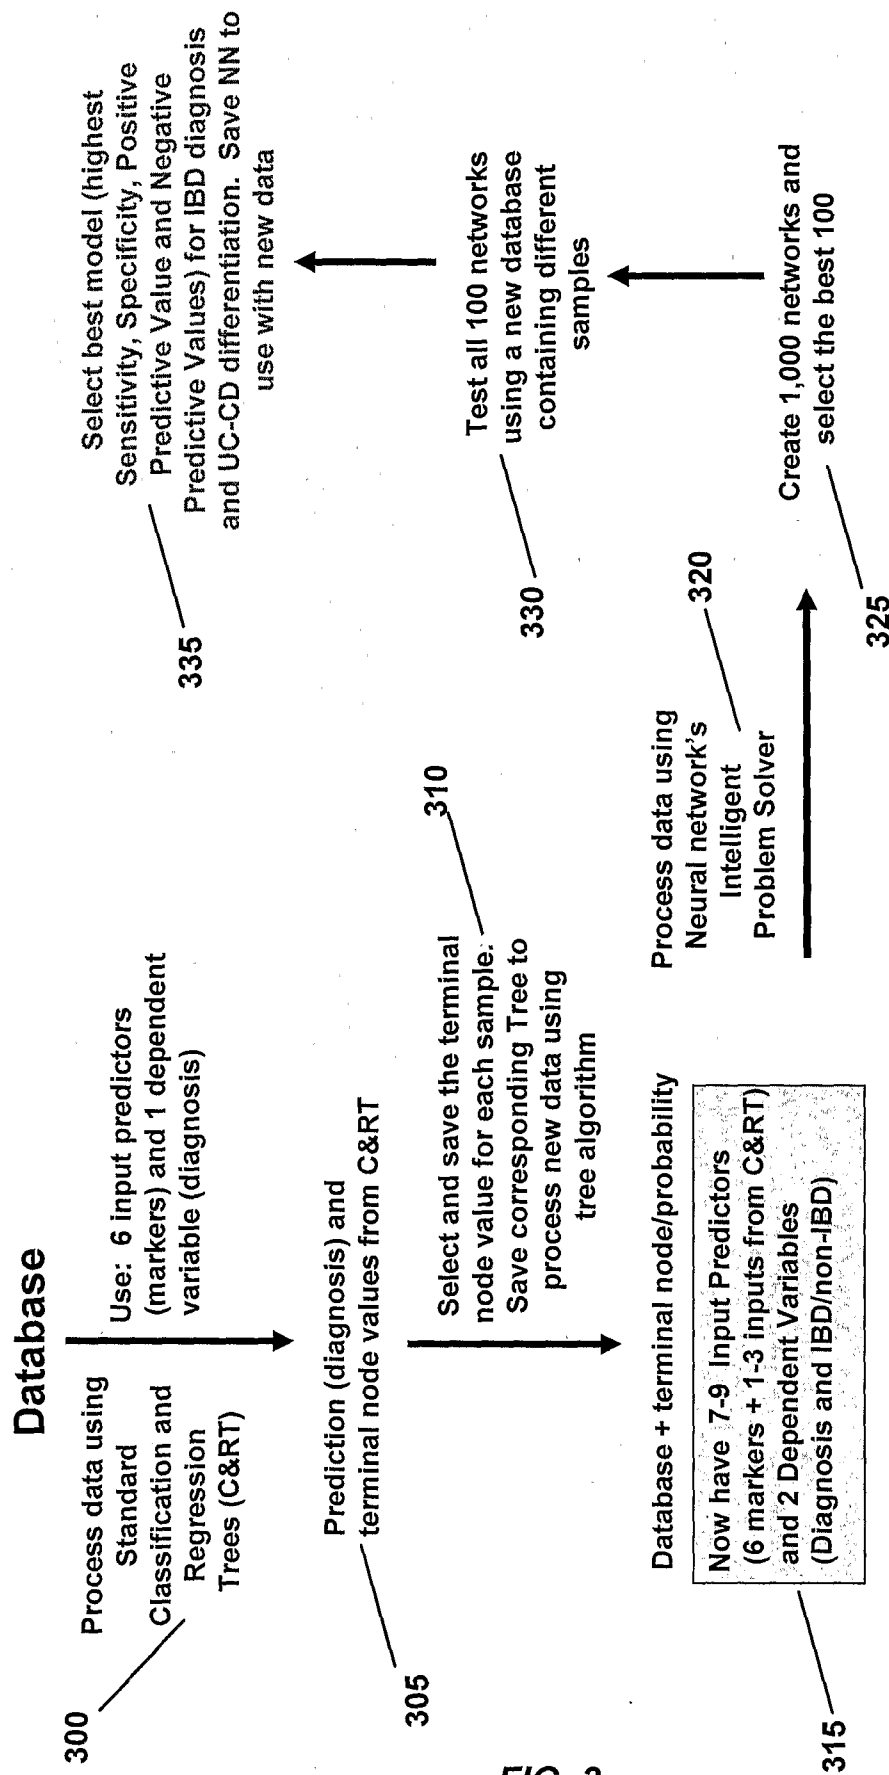 Database
300
Process data using
Standard
Classification and
Regression
Trees (C&RT)
Use: 6 input predictors
(markers) and 1 dependent
variable (diagnosis)
305
Prediction (diagnosis) and
terminal node values from C&RT
310
Select and save the terminal
node value for each sample.
Save corresponding Tree to
process new data using
tree algorithm
Database + terminal node/probability
315
Now have 7-9 Input Predictors
(6 markers + 1-3 inputs from C&RT)
and 2 Dependent Variables
(Diagnosis and IBD/non-IBD)
Process data using
Neural network's
Intelligent
Problem Solver
320
Create 1,000 networks and
select the best 100
325
Test all 100 networks
using a new database
containing different
samples
330
Select best model (highest
Sensitivity, Specificity, Positive
Predictive Value and Negative
Predictive Values) for IBD diagnosis
and UC-CD differentiation. Save NN to
use with new data
335